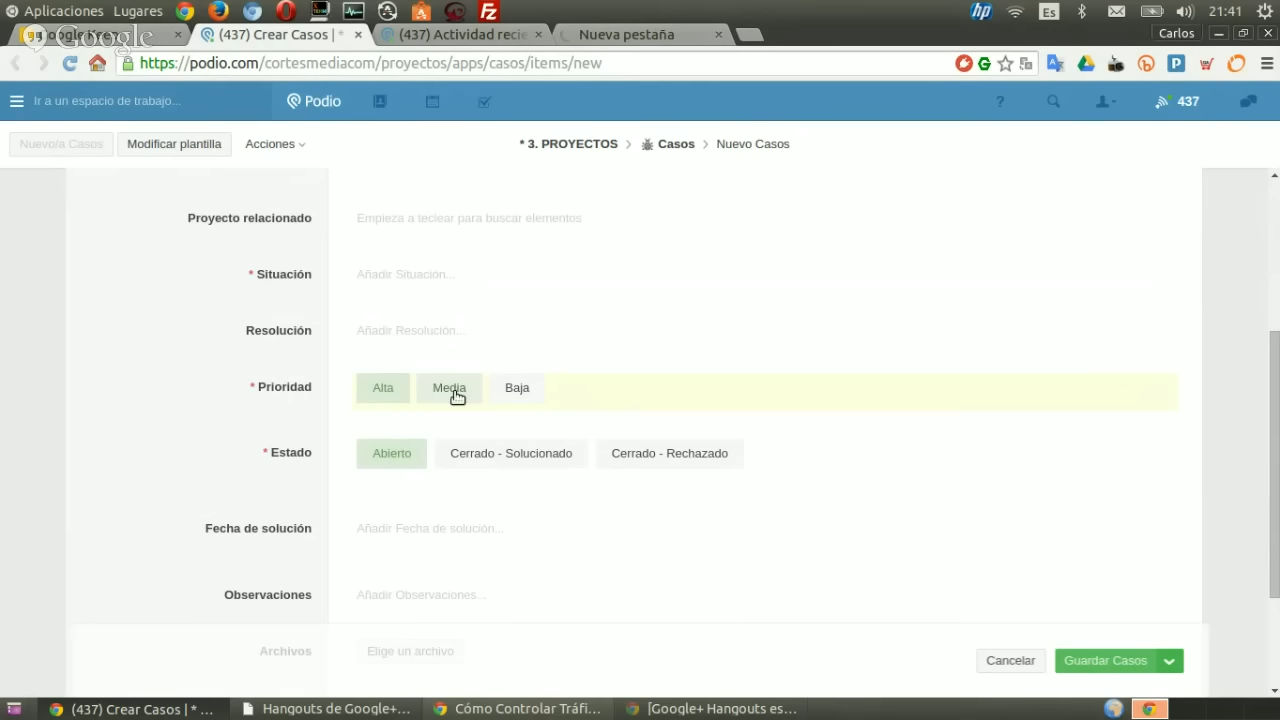 Aplicaciones Lugares
Es
21:41
Google
(437) Crear Casos | *
(437) Actividad recie
Nueva pestaña
Carlos
https://podio.com/cortesmediacom/proyectos/apps/casos/items/new
Ir a un espacio de trabajo...
Podio
?
437
Nuevo/a Casos
Modificar plantilla
Acciones
* 3. PROYECTOS > Casos > Nuevo Casos
Proyecto relacionado
Empieza a teclear para buscar elementos
* Situación
Añadir Situación...
Resolución
Añadir Resolución...
* Prioridad
Alta
Media
Baja
* Estado
Abierto
Cerrado - Solucionado
Cerrado - Rechazado
Fecha de solución
Añadir Fecha de solución...
Observaciones
Añadir Observaciones...
Archivos
Elige un archivo
Cancelar
Guardar Casos
(437) Crear Casos | * ...
Hangouts de Google+...
Cómo Controlar Tráfi...
[Google+ Hangouts es...